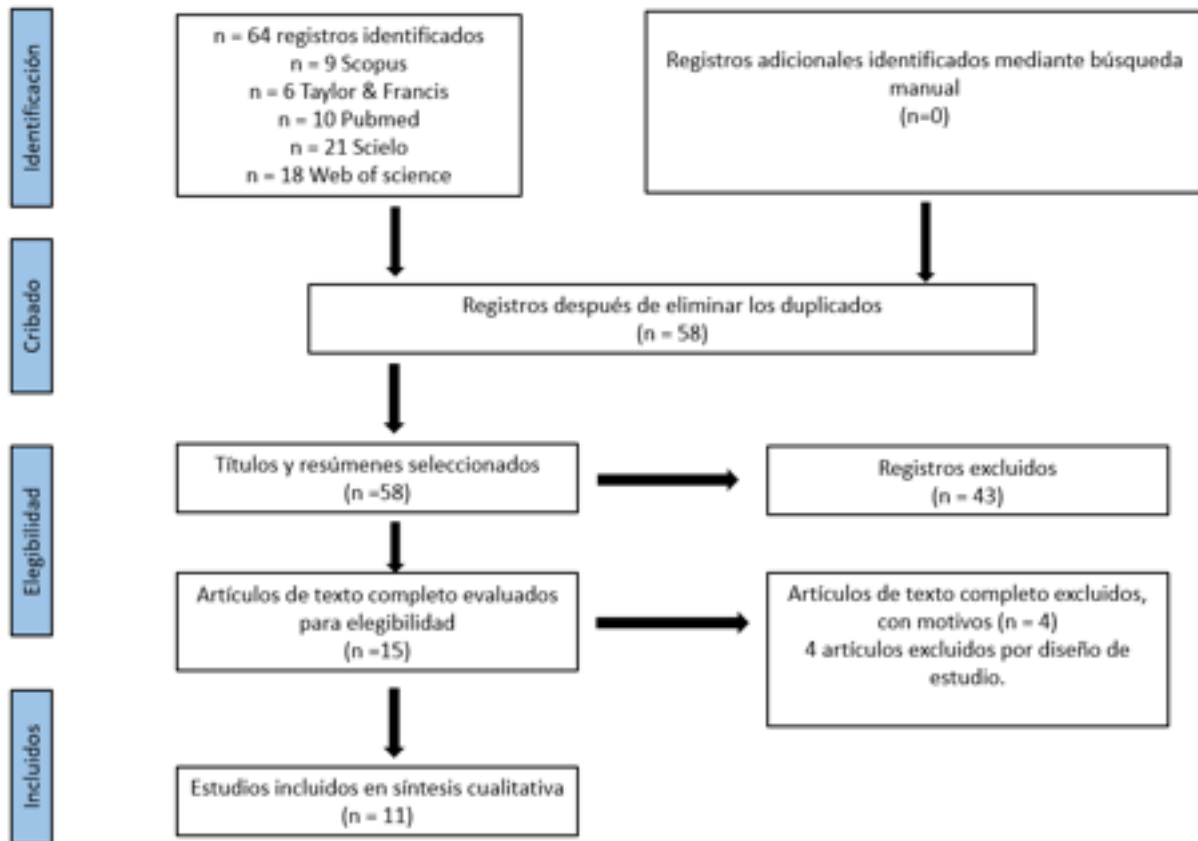 Identificación
n = 64 registros identificados
n = 9 Scopus
n = 6 Taylor & Francis
n = 10 Pubmed
n = 21 Scielo
n = 18 Web of science
Registros adicionales identificados mediante búsqueda
manual
(n=0)
Cribado
Registros después de eliminar los duplicados
(n = 58)
Elegibilidad
Títulos y resúmenes seleccionados
(n =58)
Registros excluidos
(n = 43)
Artículos de texto completo evaluados
para elegibilidad
(n =15)
Artículos de texto completo excluidos,
con motivos (n = 4)
4 artículos excluidos por diseño de
estudio.
Incluidos
Estudios incluidos en síntesis cualitativa
(n = 11)